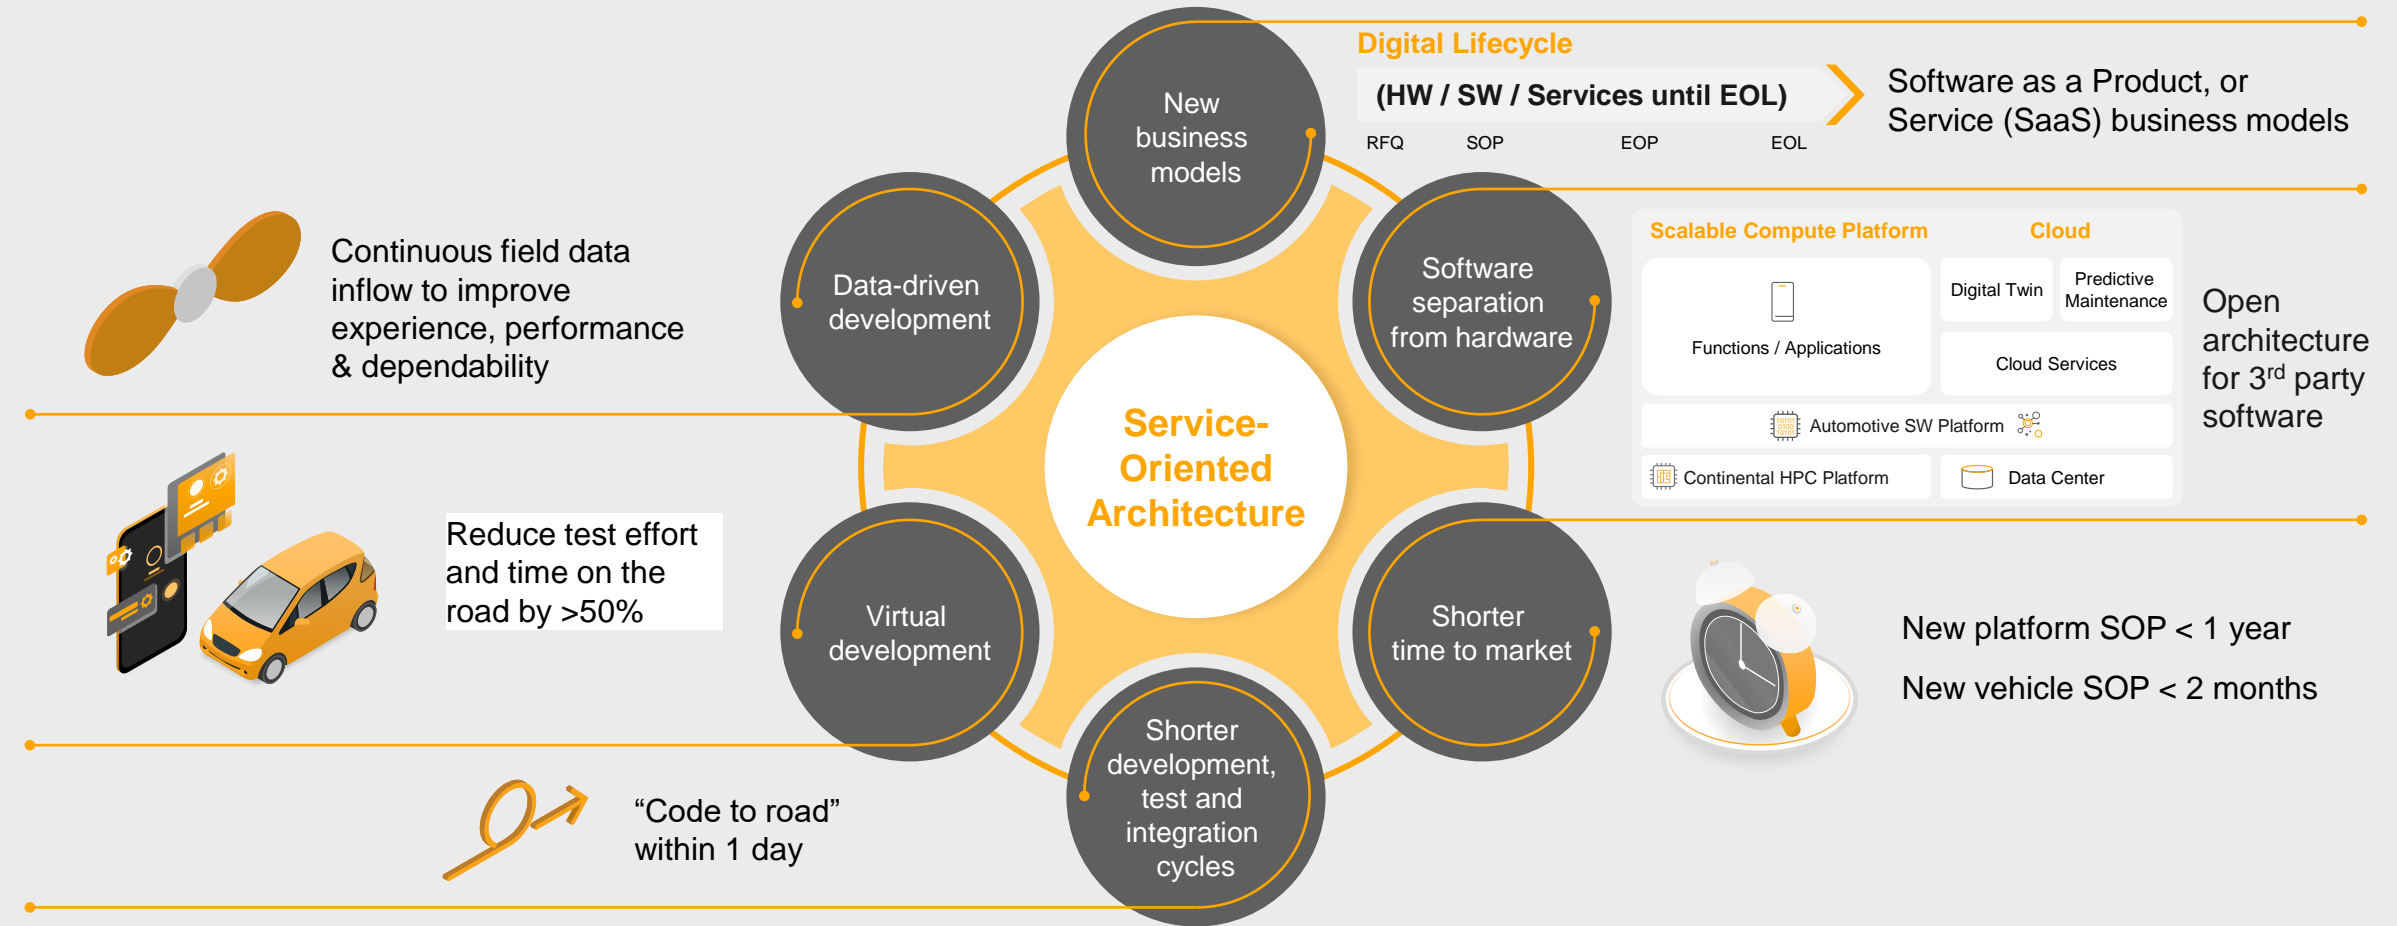 Digital Lifecycle
(HW / SW / Services until EOL)
RFQ SOP EOP EOL
Software as a Product, or
Service (SaaS) business models
New
business
models
Data-driven
development
Continuous field data
inflow to improve
experience, performance
& dependability
Software
separation
from hardware
Scalable Compute Platform
Cloud
Functions / Applications
Digital Twin
Predictive
Maintenance
Cloud Services
Automotive SW Platform
Continental HPC Platform
Data Center
Open
architecture
for 3rd party
software
Service-
Oriented
Architecture
Reduce test effort
and time on the
road by >50%
Virtual
development
Shorter
time to market
New platform SOP < 1 year
New vehicle SOP < 2 months
Shorter
development,
test and
integration
cycles
“Code to road”
within 1 day